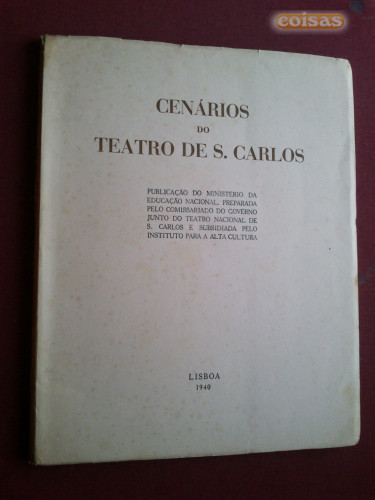 coisas
CENÁRIOS
DO
TEATRO DE S. CARLOS
PUBLICAÇÃO DO MINISTÉRIO DA
EDUCAÇÃO NACIONAL, PREPARADA
PELO COMISSARIADO DO GOVERNO
JUNTO DO TEATRO NACIONAL DE
S. CARLOS E SUBSIDIADA PELO
INSTITUTO PARA A ALTA CULTURA
LISBOA
1940